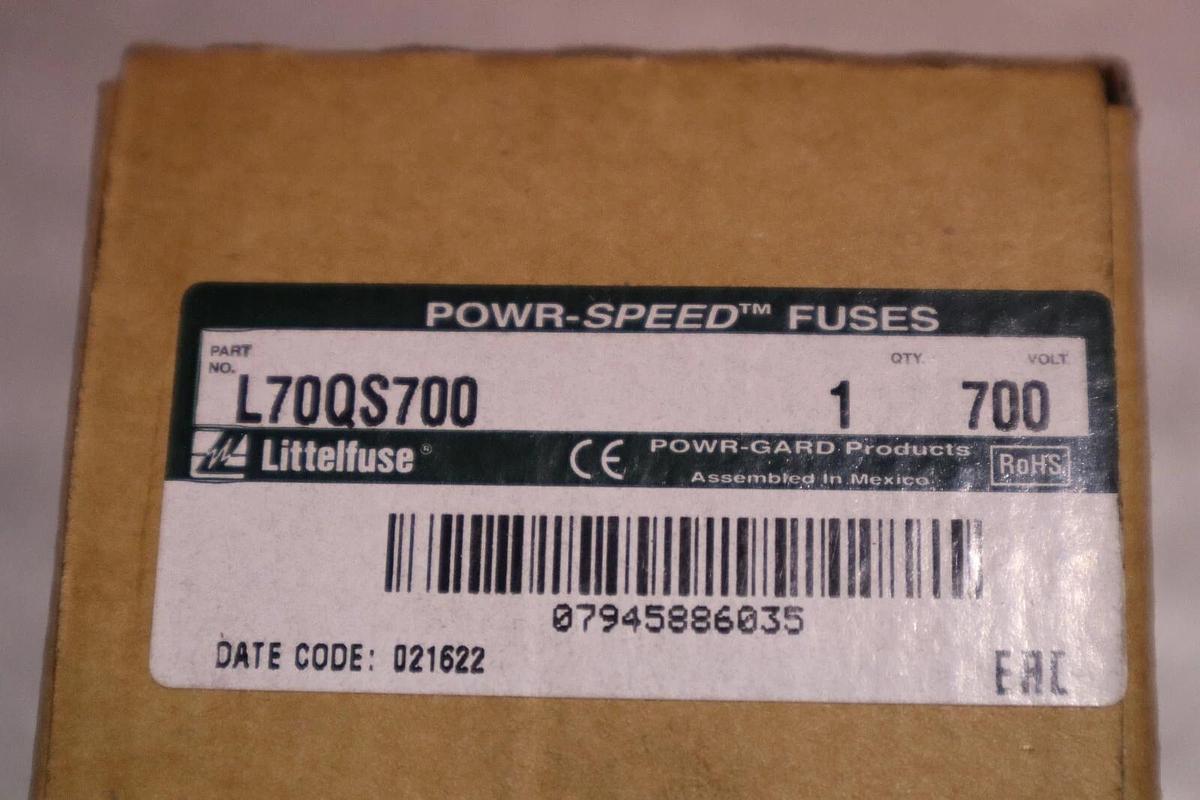 POWR-SPEED™ FUSES
PART NO. QTY. VOLT
L70QS700 1 700
Littelfuse® CE POWR-GARD Products RoHS
Assembled in Mexico
07945886035
DATE CODE: 021622
EAC